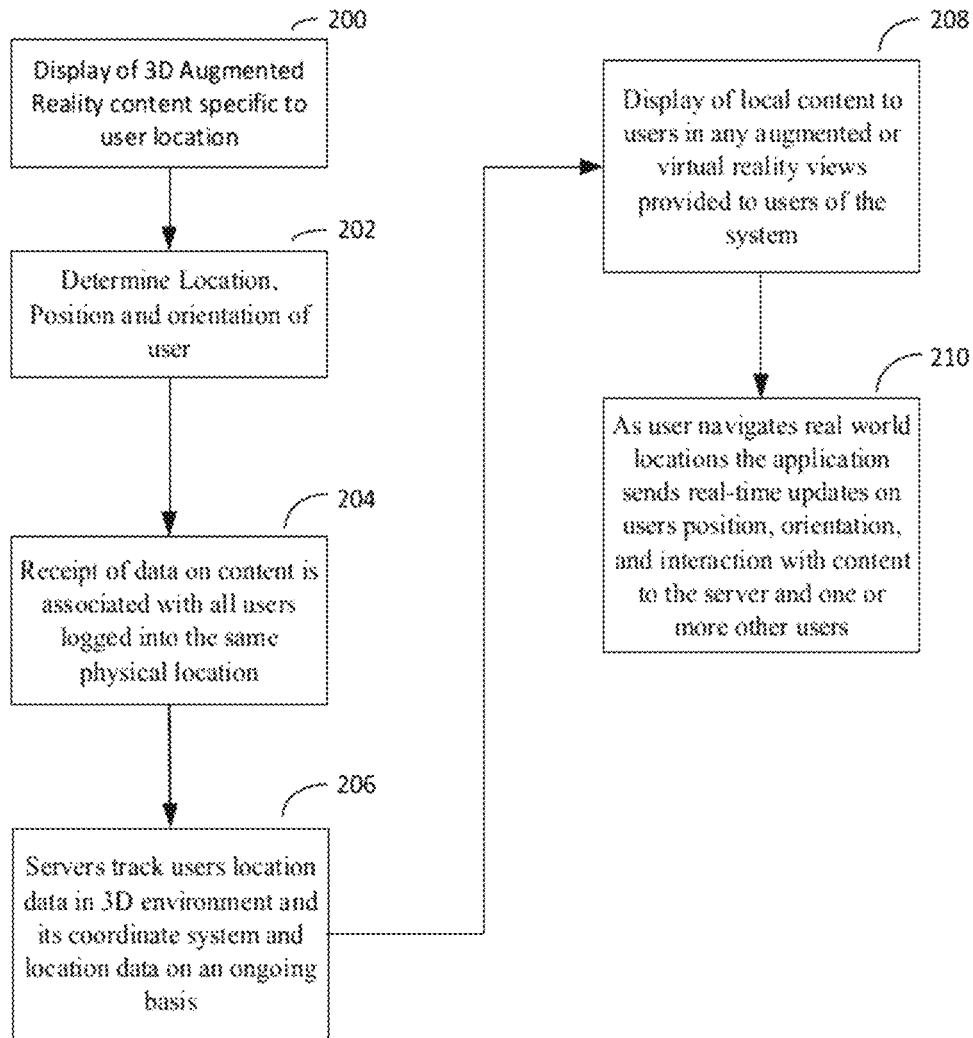 200
Display of 3D Augmented
Reality content specific to
user location
202
Determine Location,
Position and orientation of
user
204
Receipt of data on content is
associated with all users
logged into the same
physical location
206
Servers track users location
data in 3D environment and
its coordinate system and
location data on an ongoing
basis
208
Display of local content to
users in any augmented or
virtual reality views
provided to users of the
system
210
As user navigates real world
locations the application
sends real-time updates on
users position, orientation,
and interaction with content
to the server and one or
more other users